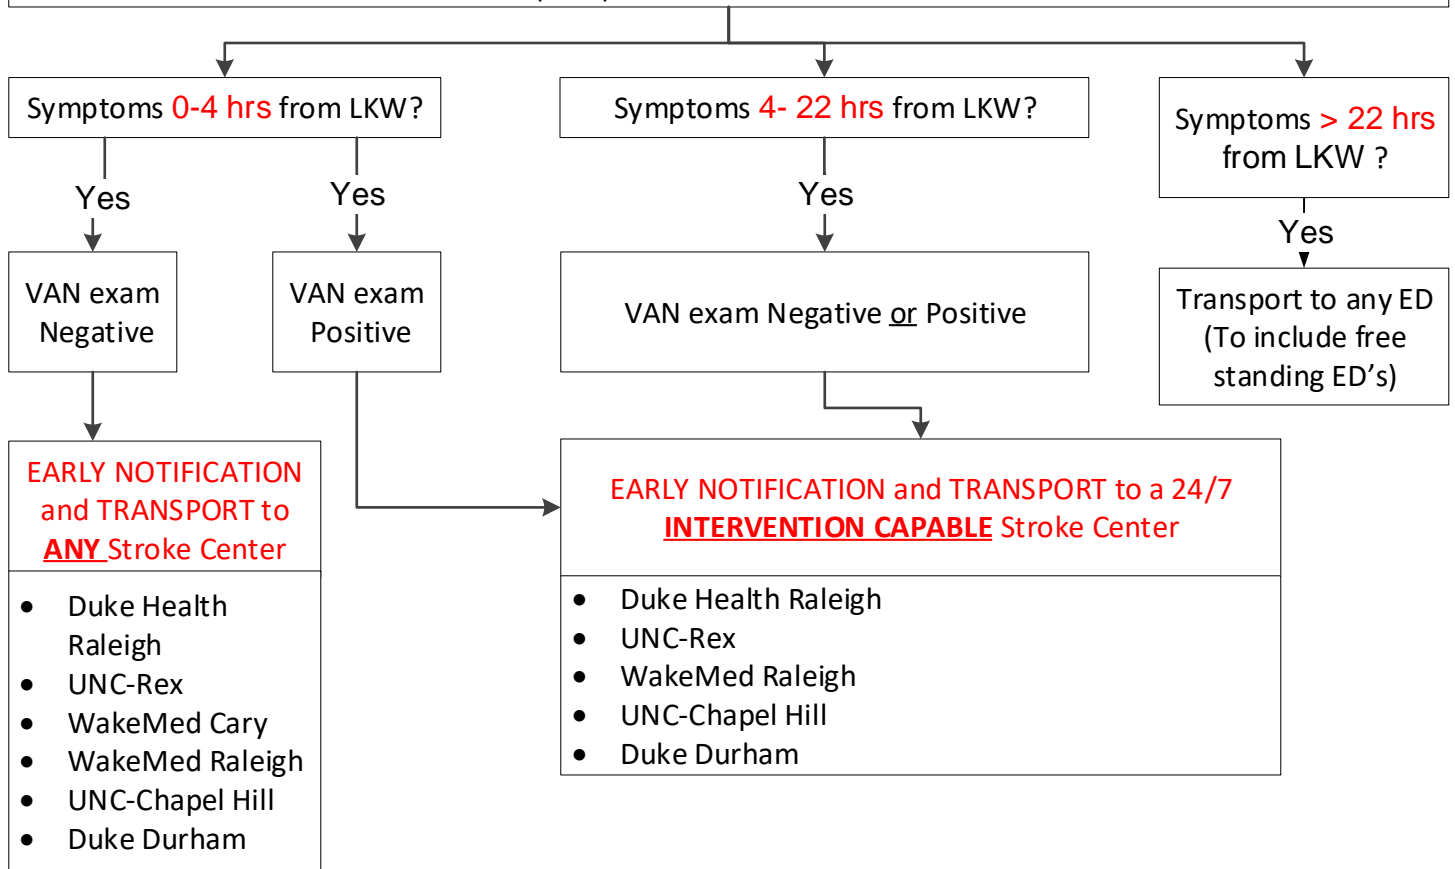 Symptoms 0-4 hrs from LKW?
Symptoms 4- 22 hrs from LKW?
Symptoms > 22 hrs
from LKW ?
Yes
Yes
Yes
Yes
VAN exam
Negative
VAN exam
Positive
VAN exam Negative or Positive
Transport to any ED
(To include free
standing ED’s)
EARLY NOTIFICATION
and TRANSPORT to
ANY Stroke Center
• Duke Health
Raleigh
• UNC-Rex
• WakeMed Cary
• WakeMed Raleigh
• UNC-Chapel Hill
• Duke Durham
EARLY NOTIFICATION and TRANSPORT to a 24/7
INTERVENTION CAPABLE Stroke Center
• Duke Health Raleigh
• UNC-Rex
• WakeMed Raleigh
• UNC-Chapel Hill
• Duke Durham